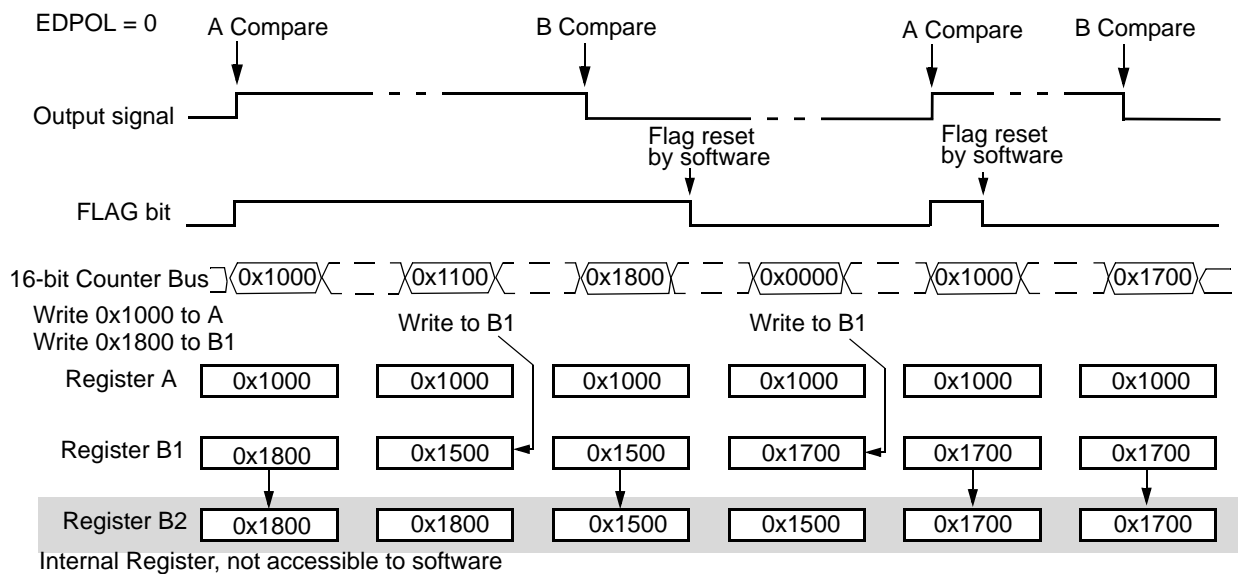 EDPOL = 0
A Compare
B Compare
A Compare
B Compare
Output signal
Flag reset
by software
Flag reset
by software
FLAG bit
16-bit Counter Bus 0x1000 0x1100 0x1800 0x0000 0x1000 0x1700
Write 0x1000 to A
Write 0x1800 to B1
Write to B1
Write to B1
Register A 0x1000 0x1000 0x1000 0x1000 0x1000 0x1000
Register B1 0x1800 0x1500 0x1500 0x1700 0x1700 0x1700
Register B2 0x1800 0x1800 0x1500 0x1500 0x1700 0x1700
Internal Register, not accessible to software